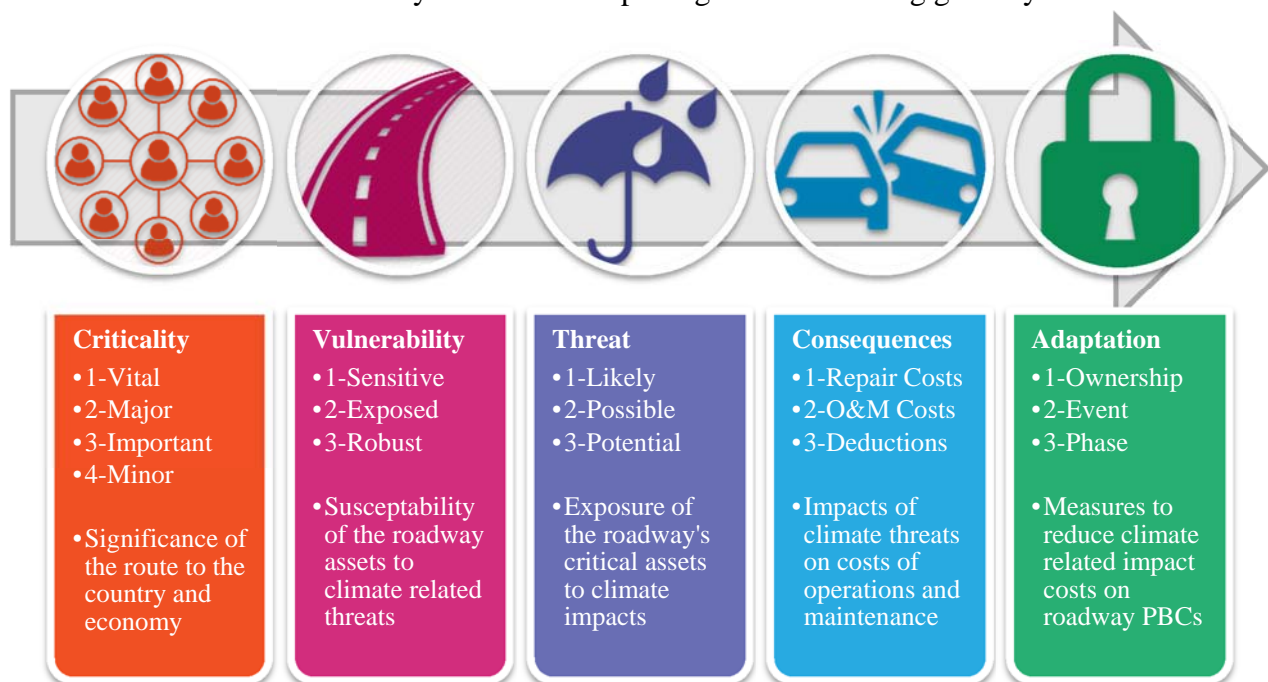 Criticality
•1-Vital
•2-Major
•3-Important
•4-Minor
•Significance of
the route to the
country and
economy
Vulnerability
•1-Sensitive
•2-Exposed
•3-Robust
•Susceptability
of the roadway
assets to
climate related
threats
Threat
•1-Likely
•2-Possible
•3-Potential
•Exposure of
the roadway's
critical assets
to climate
impacts
Consequences
•1-Repair Costs
•2-O&M Costs
•3-Deductions
•Impacts of
climate threats
on costs of
operations and
maintenance
Adaptation
•1-Ownership
•2-Event
•3-Phase
•Measures to
reduce climate
related impact
costs on
roadway PBCs